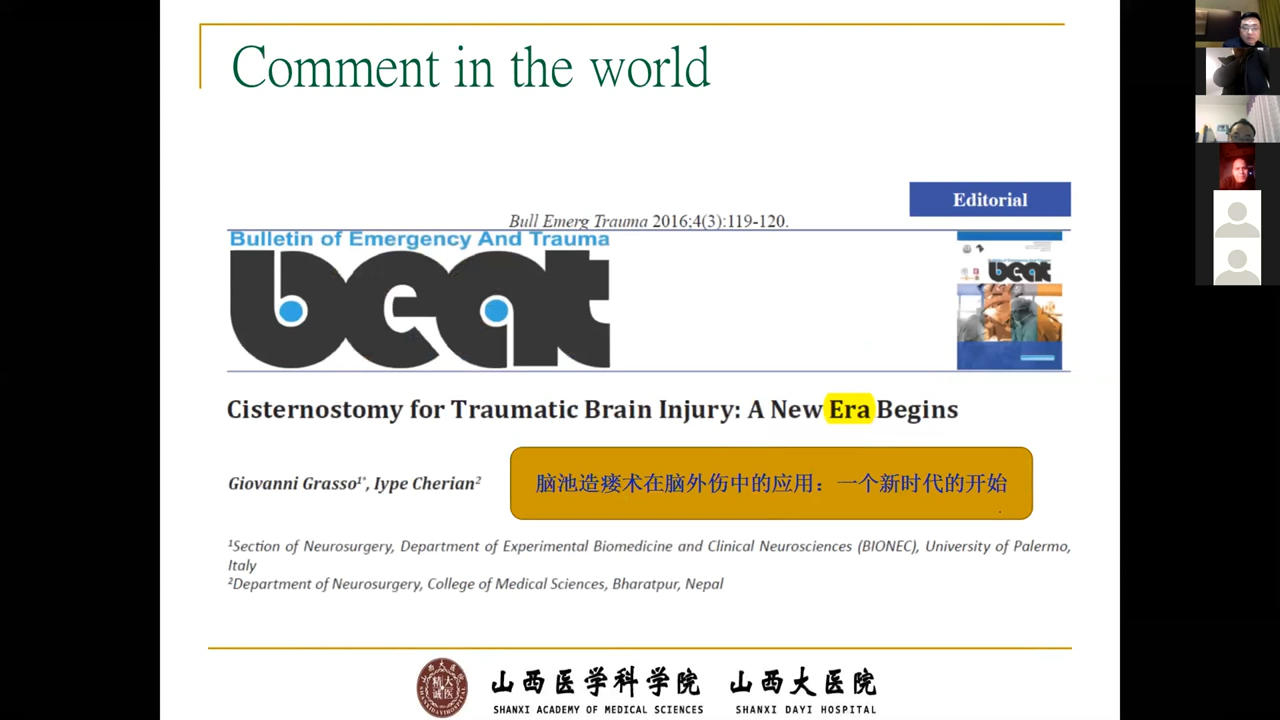 Comment in the world
Editorial
Bull Emerg Trauma 2016;4(3):119-120.
Bulletin of Emergency And Trauma
beat
beat
Cisternostomy for Traumatic Brain Injury: A New Era Begins
Giovanni Grasso1*, Iype Cherian2
脑池造瘘术在脑外伤中的应用：一个新时代的开始
1Section of Neurosurgery, Department of Experimental Biomedicine and Clinical Neurosciences (BIONEC), University of Palermo,
Italy
2Department of Neurosurgery, College of Medical Sciences, Bharatpur, Nepal
山西医学科学院 山西大医院
SHANXI ACADEMY OF MEDICAL SCIENCES SHANXI DAYI HOSPITAL